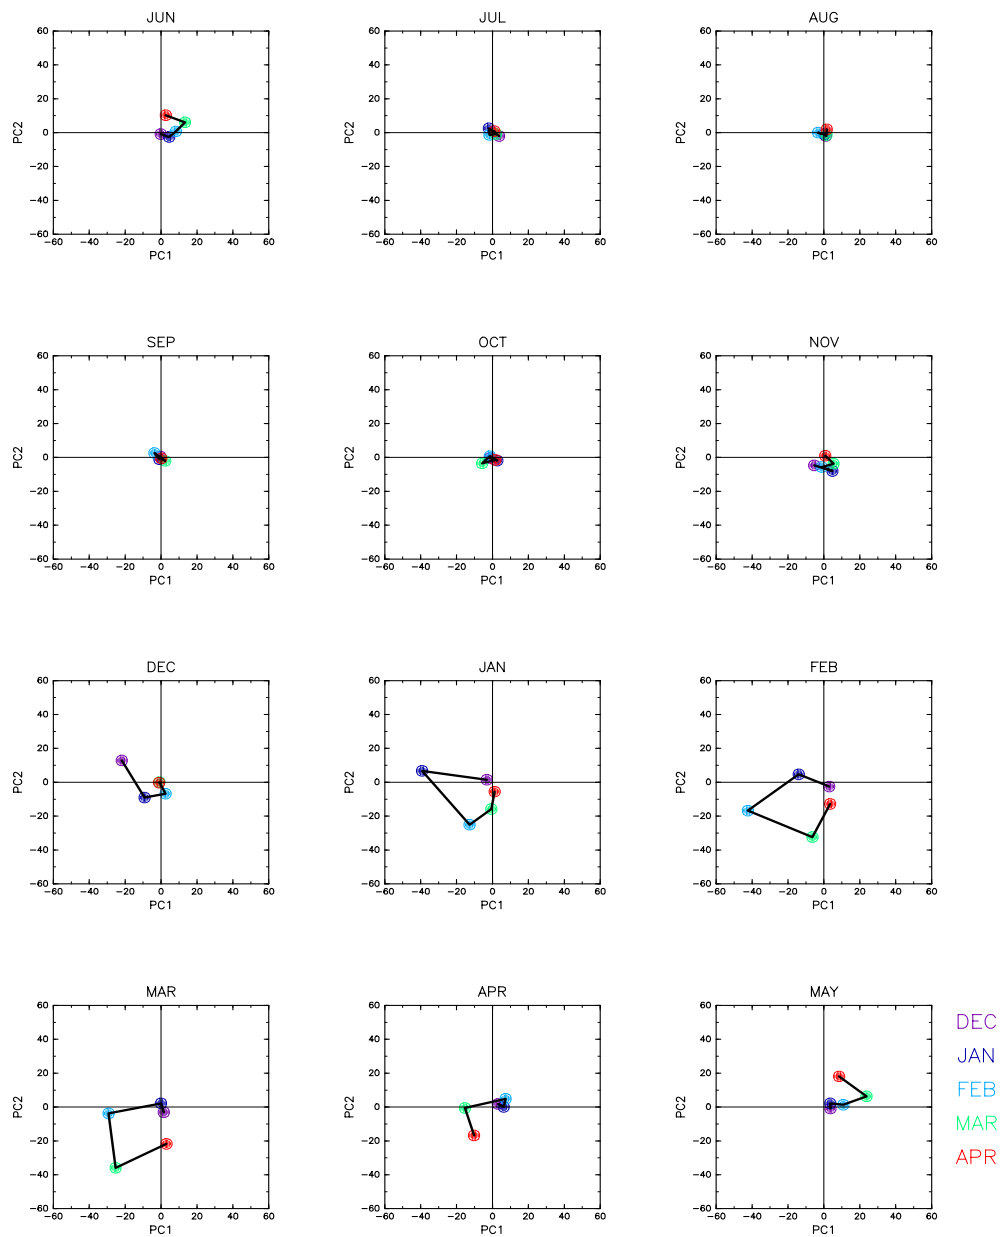 JUN JUL AUG
60 60 60
40 40 40
20 20 20
PC2 0 PC2 0 PC2 0
−20 −20 −20
−40 −40 −40
−60 −60 −60
−60 −40 −20 0 20 40 60 −60 −40 −20 0 20 40 60 −60 −40 −20 0 20 40 60
PC1 PC1 PC1
SEP OCT NOV
60 60 60
40 40 40
20 20 20
PC2 0 PC2 0 PC2 0
−20 −20 −20
−40 −40 −40
−60 −60 −60
−60 −40 −20 0 20 40 60 −60 −40 −20 0 20 40 60 −60 −40 −20 0 20 40 60
PC1 PC1 PC1
DEC JAN FEB
60 60 60
40 40 40
20 20 20
PC2 0 PC2 0 PC2 0
−20 −20 −20
−40 −40 −40
−60 −60 −60
−60 −40 −20 0 20 40 60 −60 −40 −20 0 20 40 60 −60 −40 −20 0 20 40 60
PC1 PC1 PC1
MAR APR MAY
60 60 60
40 40 40
20 20 20
PC2 0 PC2 0 PC2 0
−20 −20 −20
−40 −40 −40
−60 −60 −60
−60 −40 −20 0 20 40 60 −60 −40 −20 0 20 40 60 −60 −40 −20 0 20 40 60
PC1 PC1 PC1
DEC
JAN
FEB
MAR
APR